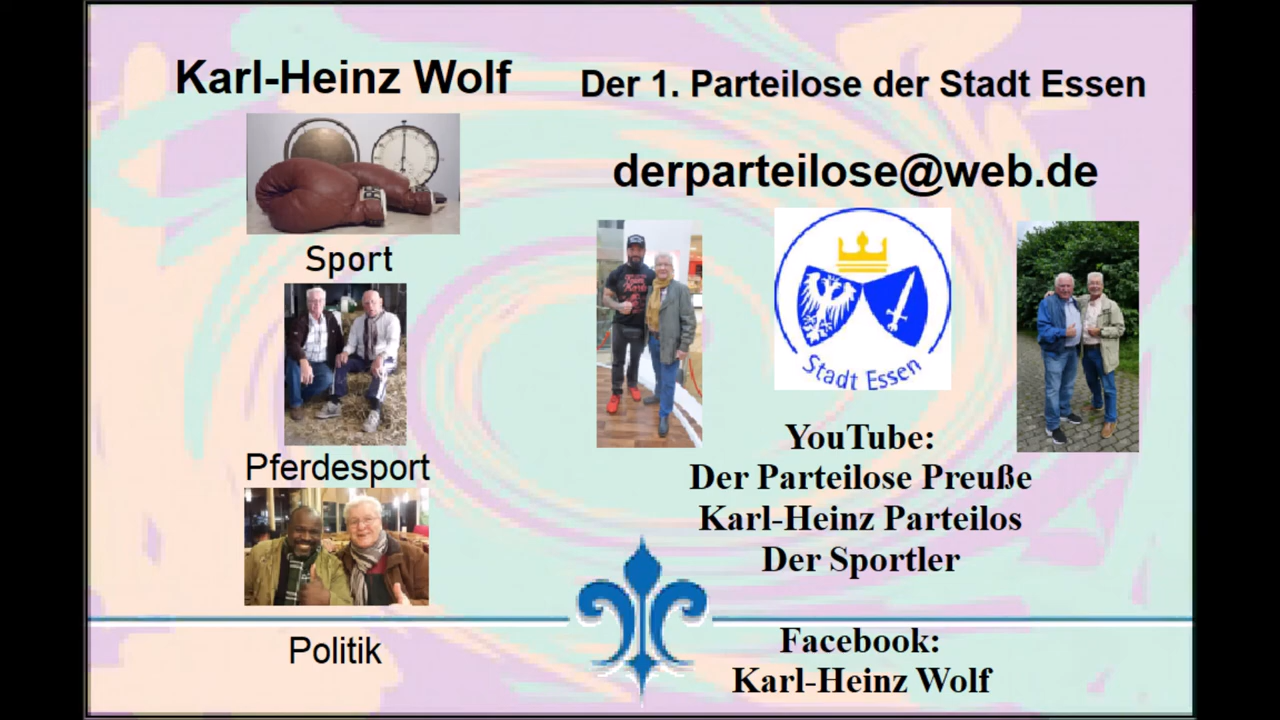 Karl-Heinz Wolf
Der 1. Parteilose der Stadt Essen
derparteilose@web.de
Sport
Pferdesport
Politik
Stadt Essen
YouTube:
Der Parteilose Preuße
Karl-Heinz Parteilos
Der Sportler
Facebook:
Karl-Heinz Wolf